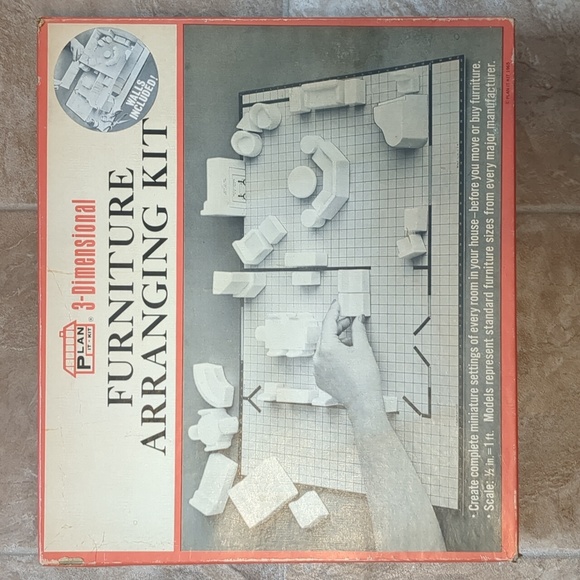 WALLS
INCLUDED!
PLAN
IT-KIT
®
3-Dimensional
FURNITURE
ARRANGING KIT
• Create complete miniature settings of every room in your house—before you move or buy furniture.
• Scale: ½ in. = 1 ft. Models represent standard furniture sizes from every major manufacturer.